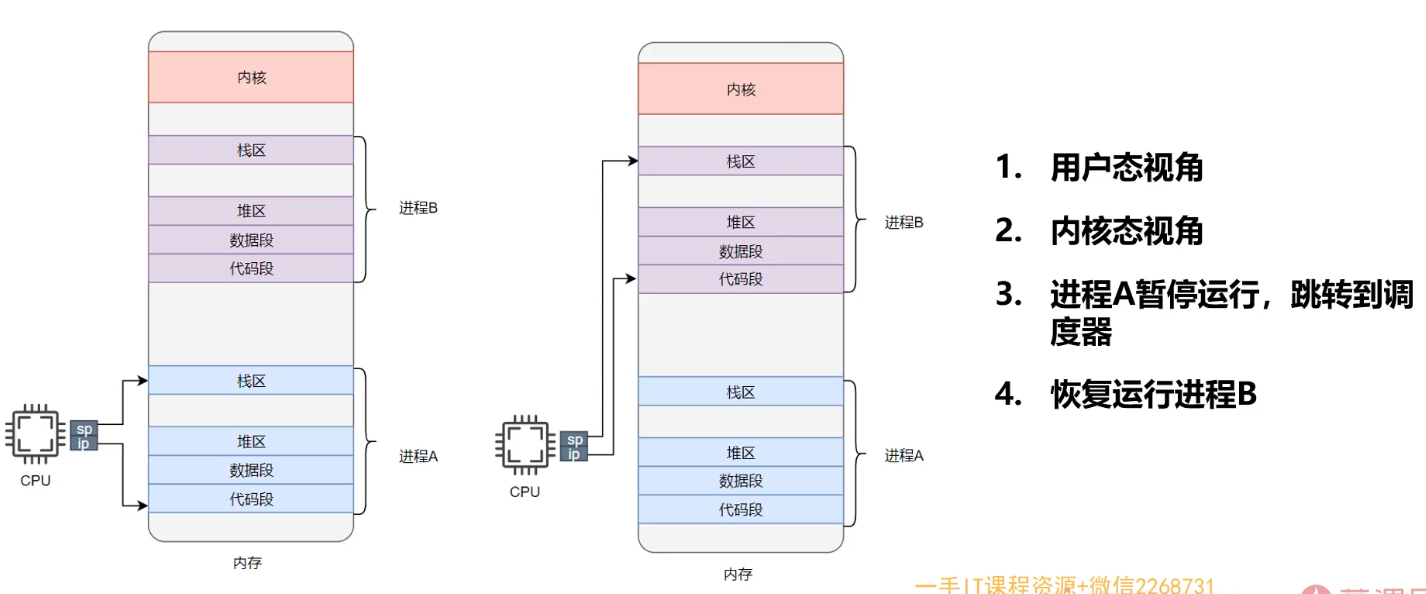 内核
栈区
堆区
数据段
代码段
进程B
栈区
堆区
数据段
代码段
进程A
sp
ip
CPU
内存
内核
栈区
堆区
数据段
代码段
进程B
栈区
堆区
数据段
代码段
进程A
sp
ip
CPU
内存
1. 用户态视角
2. 内核态视角
3. 进程A暂停运行，跳转到调
度器
4. 恢复运行进程B
一手IT课程资源+微信2268731